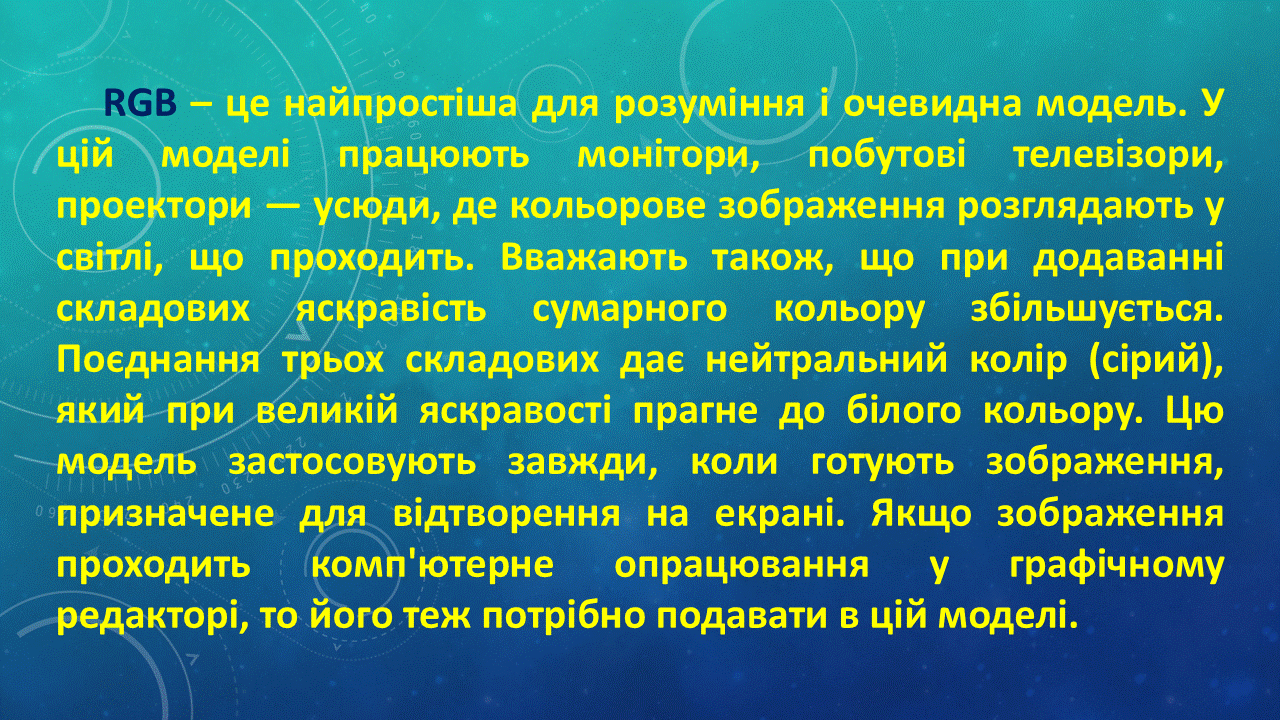 RGB – це найпростіша для розуміння і очевидна модель. У
цій моделі працюють монітори, побутові телевізори,
проектори — усюди, де кольорове зображення розглядають у
світлі, що проходить. Вважають також, що при додаванні
складових яскравість сумарного кольору збільшується.
Поєднання трьох складових дає нейтральний колір (сірий),
який при великій яскравості прагне до білого кольору. Цю
модель застосовують завжди, коли готують зображення,
призначене для відтворення на екрані. Якщо зображення
проходить комп'ютерне опрацювання у графічному
редакторі, то його теж потрібно подавати в цій моделі.